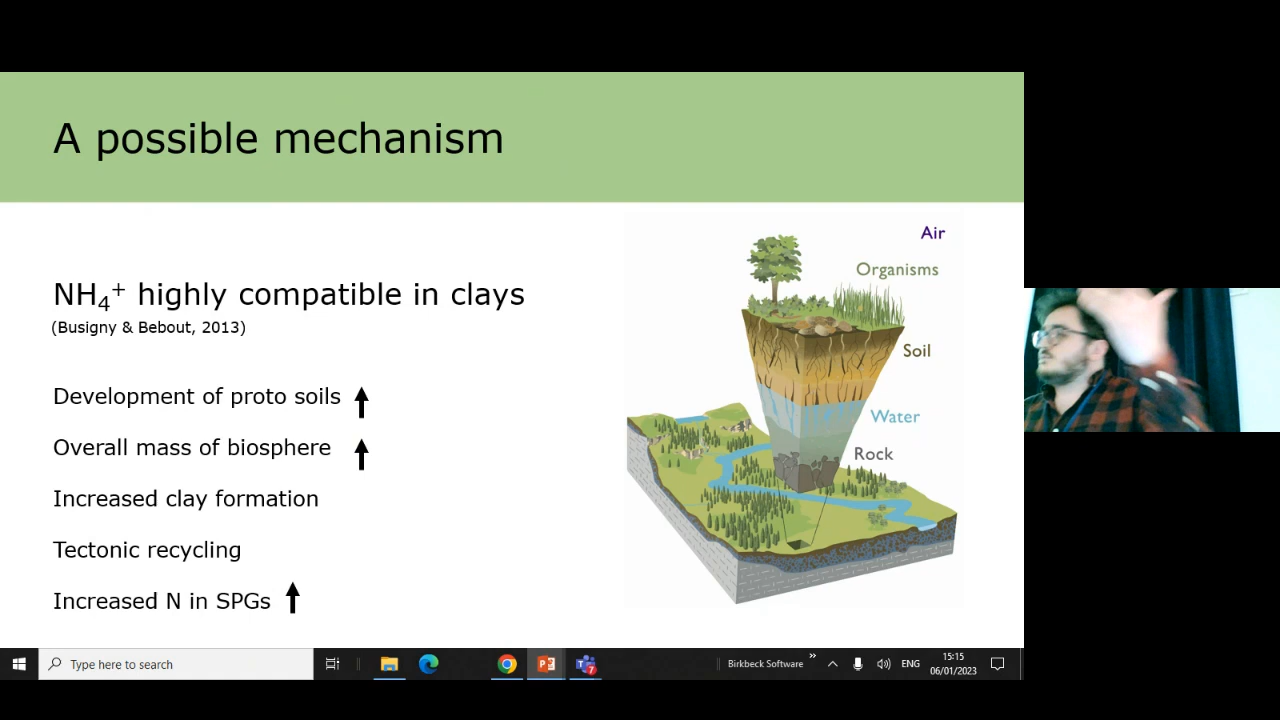 A possible mechanism
NH₄⁺ highly compatible in clays
(Busigny & Bebout, 2013)
Development of proto soils
Overall mass of biosphere
Increased clay formation
Tectonic recycling
Increased N in SPGs
Air
Organisms
Soil
Water
Rock
Type here to search
Birkbeck Software
ENG
15:15
06/01/2023
7